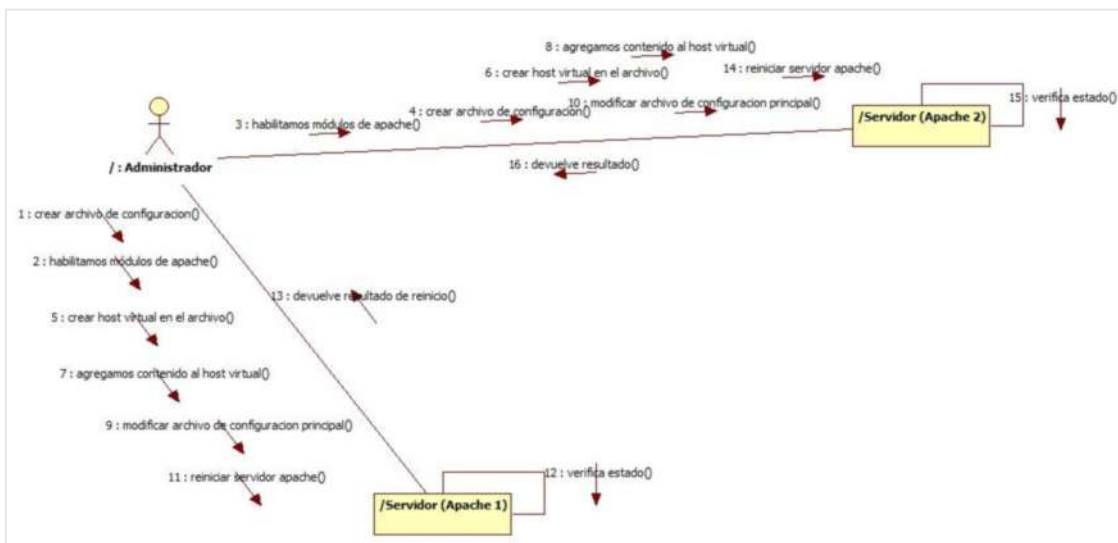 8 : agregamos contenido al host virtual()
6 : crear host virtual en el archivo()
14 : reiniciar servidor apache()
4 : crear archivo de configuración()
10 : modificar archivo de configuracion principal()
15 : verifica estado()
3 : habilitamos módulos de apache()
/Servidor (Apache 2)
16 : devuelve resultado()
/ : Administrador
1 : crear archivo de configuracion()
2 : habilitamos módulos de apache()
13 : devuelve resultado de reinicio()
5 : crear host virtual en el archivo()
7 : agregamos contenido al host virtual()
9 : modificar archivo de configuracion principal()
11 : reiniciar servidor apache()
12 : verifica estado()
/Servidor (Apache 1)